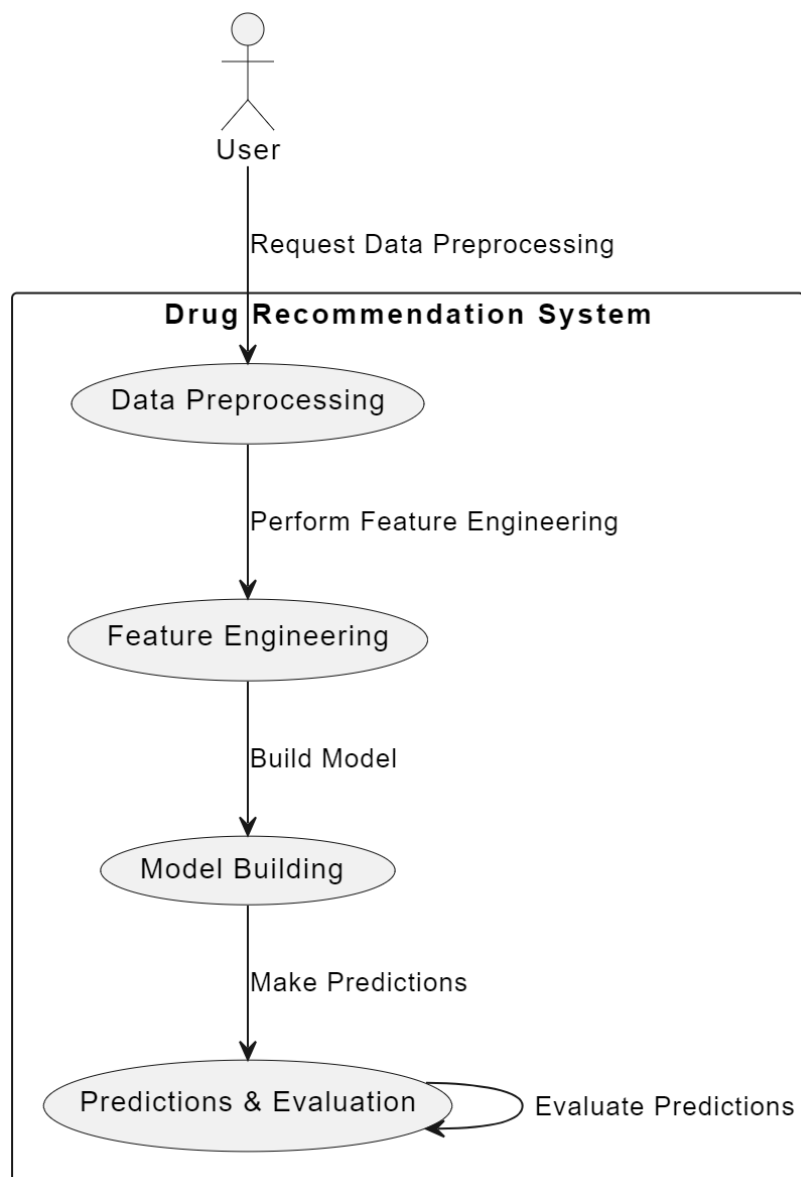 User
Request Data Preprocessing
Drug Recommendation System
Data Preprocessing
Perform Feature Engineering
Feature Engineering
Build Model
Model Building
Make Predictions
Predictions & Evaluation
Evaluate Predictions